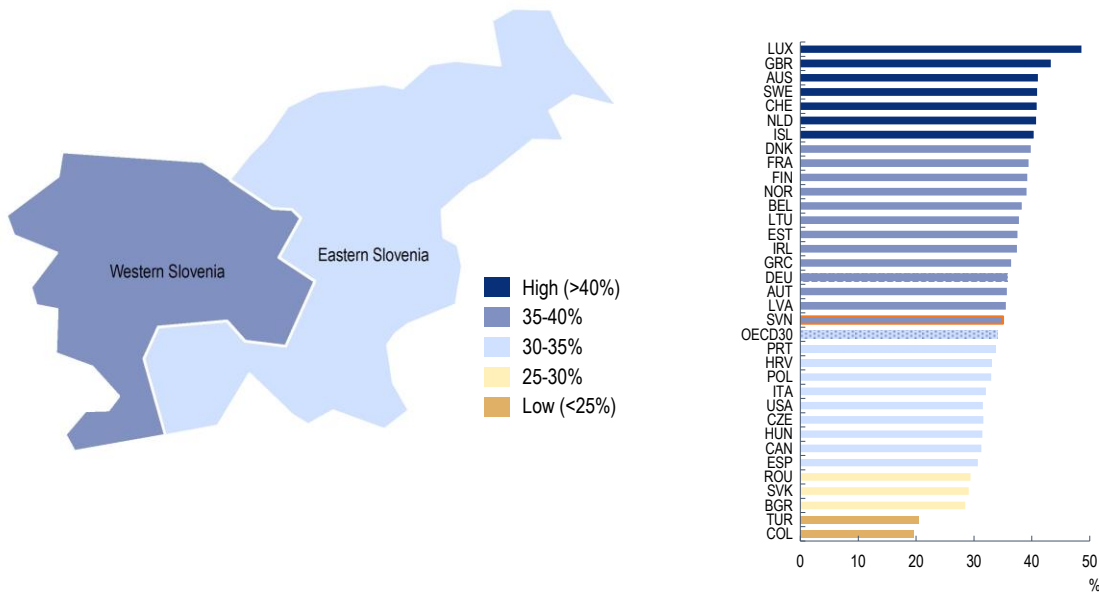 Western Slovenia
Eastern Slovenia
High (>40%)
35-40%
30-35%
25-30%
Low (<25%)
LUX
GBR
AUS
SWE
CHE
NLD
ISL
DNK
FRA
FIN
NOR
BEL
LTU
EST
IRL
GRC
DEU
AUT
LVA
SVN
OECD30
PRT
HRV
POL
ITA
USA
CZE
HUN
CAN
ESP
ROU
SVK
BGR
TUR
COL
0 10 20 30 40 50
%